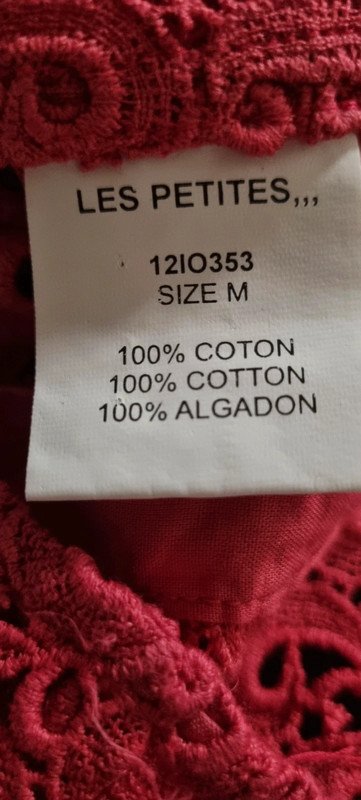 LES PETITES,,,
12IO353
SIZE M
100% COTON
100% COTTON
100% ALGADON